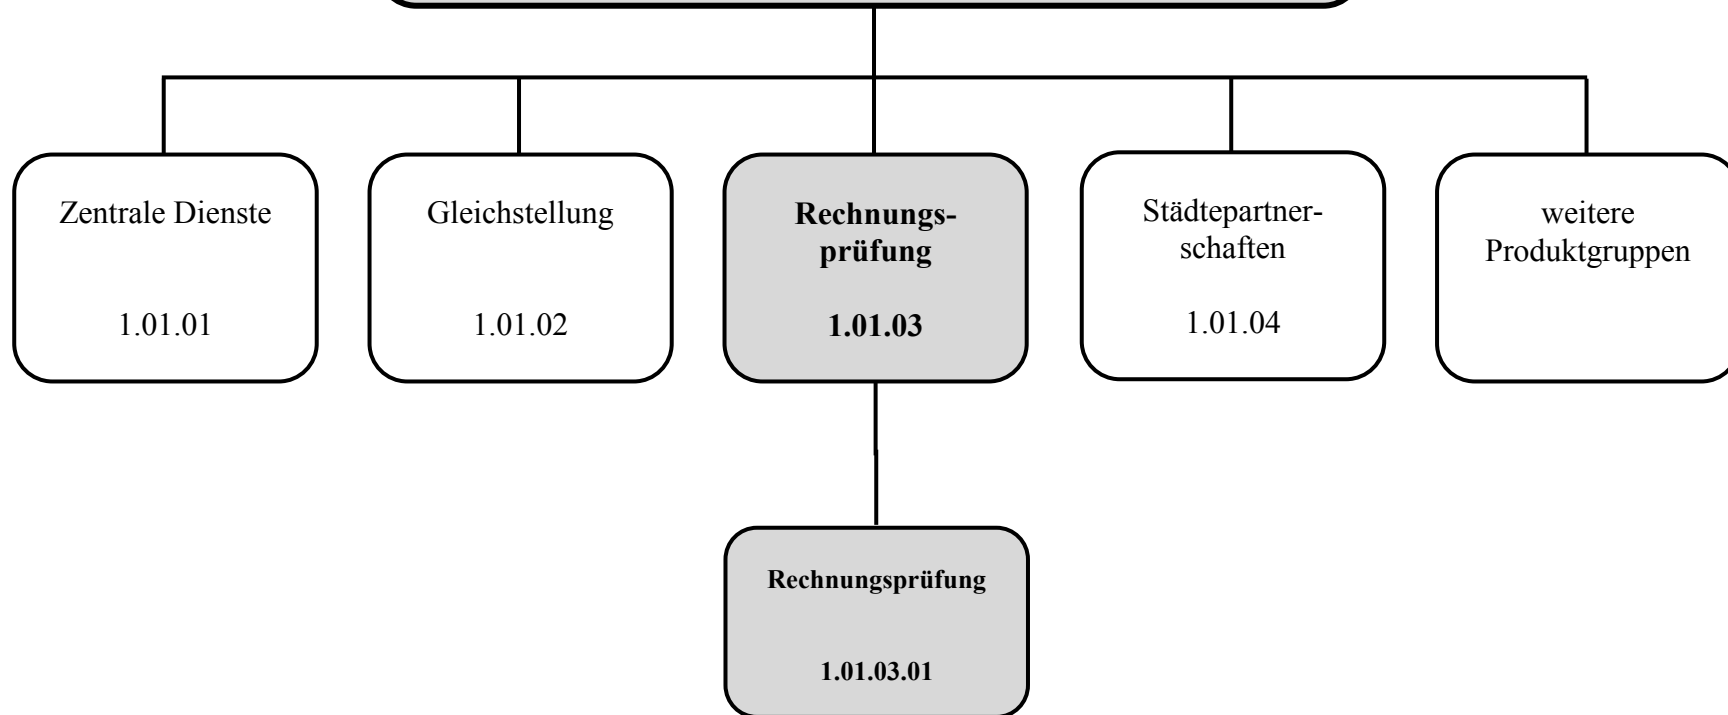 Zentrale Dienste
1.01.01
Gleichstellung
1.01.02
Rechnungs-
prüfung
1.01.03
Städtepartner-
schaften
1.01.04
weitere
Produktgruppen
Rechnungsprüfung
1.01.03.01